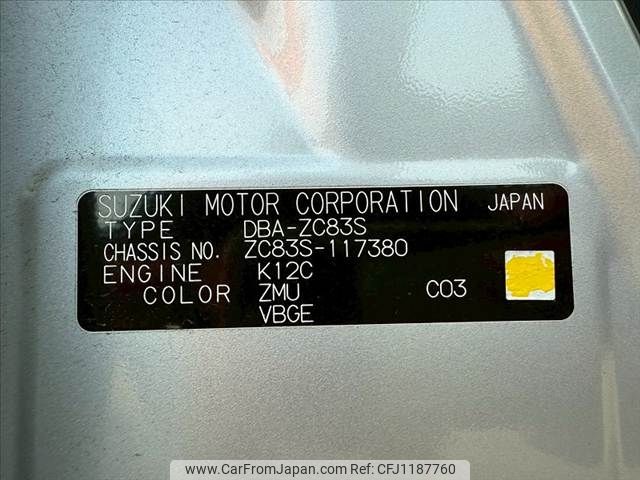 SUZUKI MOTOR CORPORATION JAPAN
TYPE DBA-ZC83S
CHASSIS NO. ZC83S-117380
ENGINE K12C
COLOR ZMU C03
VBGE
www.CarFromJapan.com - Ref No.CFJ1187760